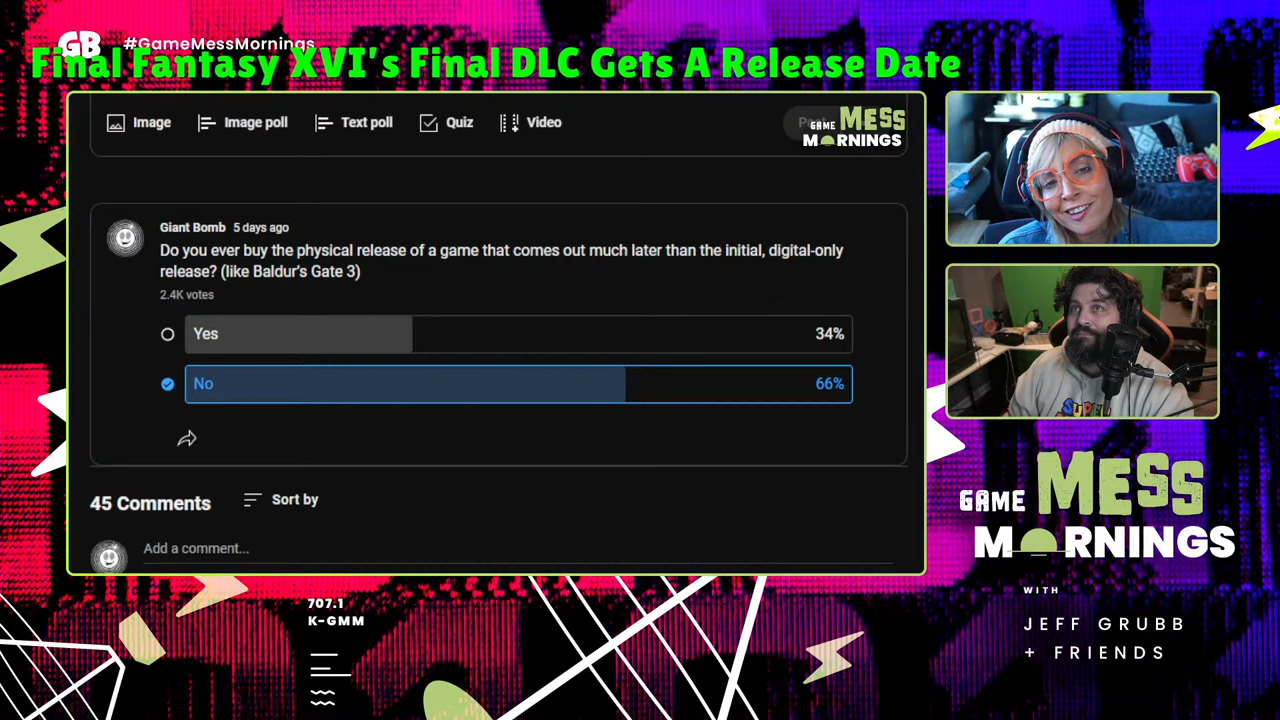 GB #GameMessMornings
Final Fantasy XVI's Final DLC Gets A Release Date
Image Image poll Text poll Quiz Video
GAME MESS
MORNINGS
Giant Bomb 5 days ago
Do you ever buy the physical release of a game that comes out much later than the initial, digital-only
release? (like Baldur's Gate 3)
2.4K votes
Yes 34%
No 66%
45 Comments Sort by
Add a comment...
GAME MESS
MORNINGS
WITH
JEFF GRUBB
+ FRIENDS
707.1
K-GMM